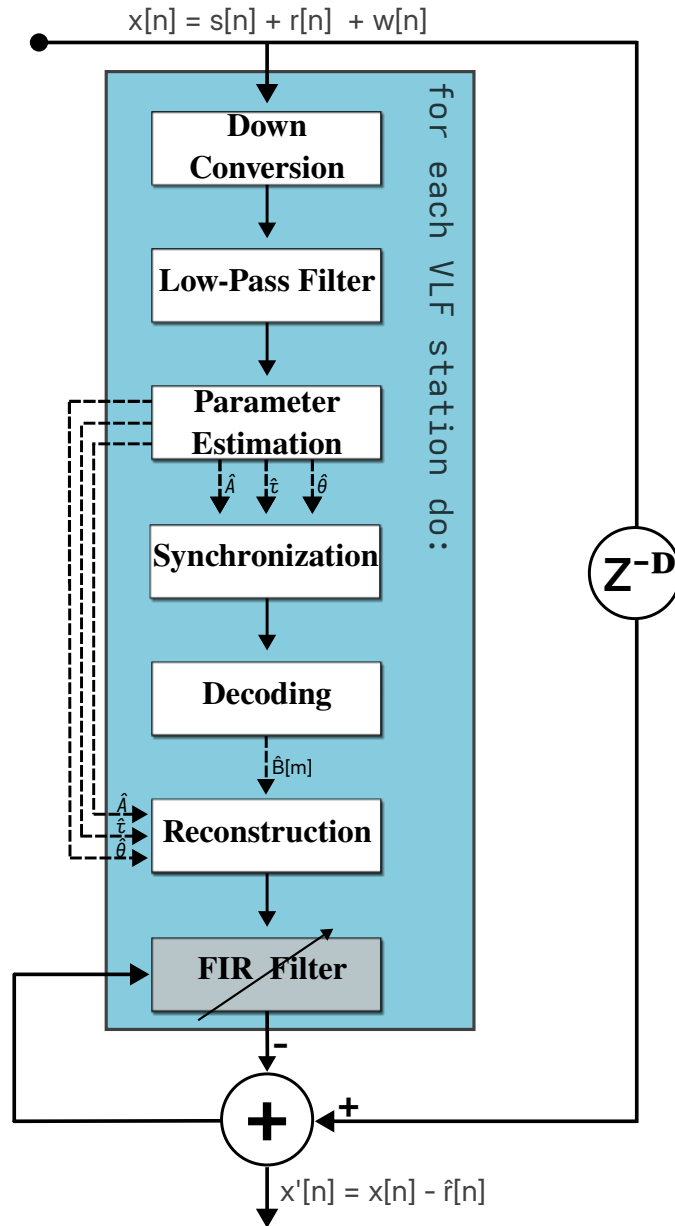 x[n] = s[n] + r[n] + w[n]
for each VLF station do:
Down
Conversion
Low-Pass Filter
Parameter
Estimation
Â τ̂ θ̂
Synchronization
Z⁻ᴰ
Decoding
B̂[m]
Â
τ̂
θ̂
Reconstruction
FIR Filter
-
+
+
x'[n] = x[n] - r̂[n]